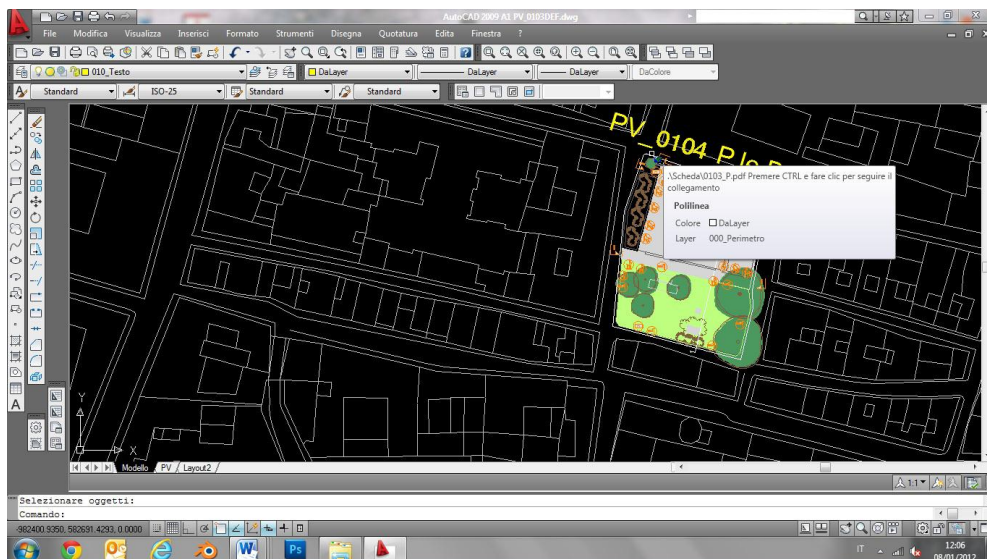 AutoCAD 2009 A1 PV_0103DEF.dwg
File Modifica Visualizza Inserisci Formato Strumenti Disegna Quotatura Edita Finestra ?
010_Testo DaLayer DaLayer DaLayer DaColore
Standard ISO-25 Standard Standard
PV_0104 P.le
.\Scheda\0103_P.pdf Premere CTRL e fare clic per seguire il
collegamento
Polilinea
Colore DaLayer
Layer 000_Perimetro
A
Y
X
Modello PV Layout2
1:1
Selezionare oggetti:
Comando:
-982400.9350, 582691.4293, 0.0000
W Ps IT 12:06
08/01/2012